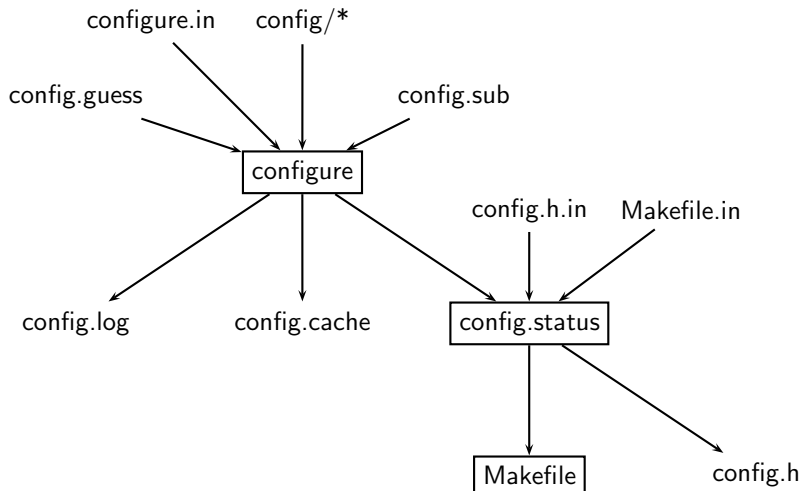 configure.in
config/*
config.guess
config.sub
configure
config.h.in
Makefile.in
config.log
config.cache
config.status
Makefile
config.h